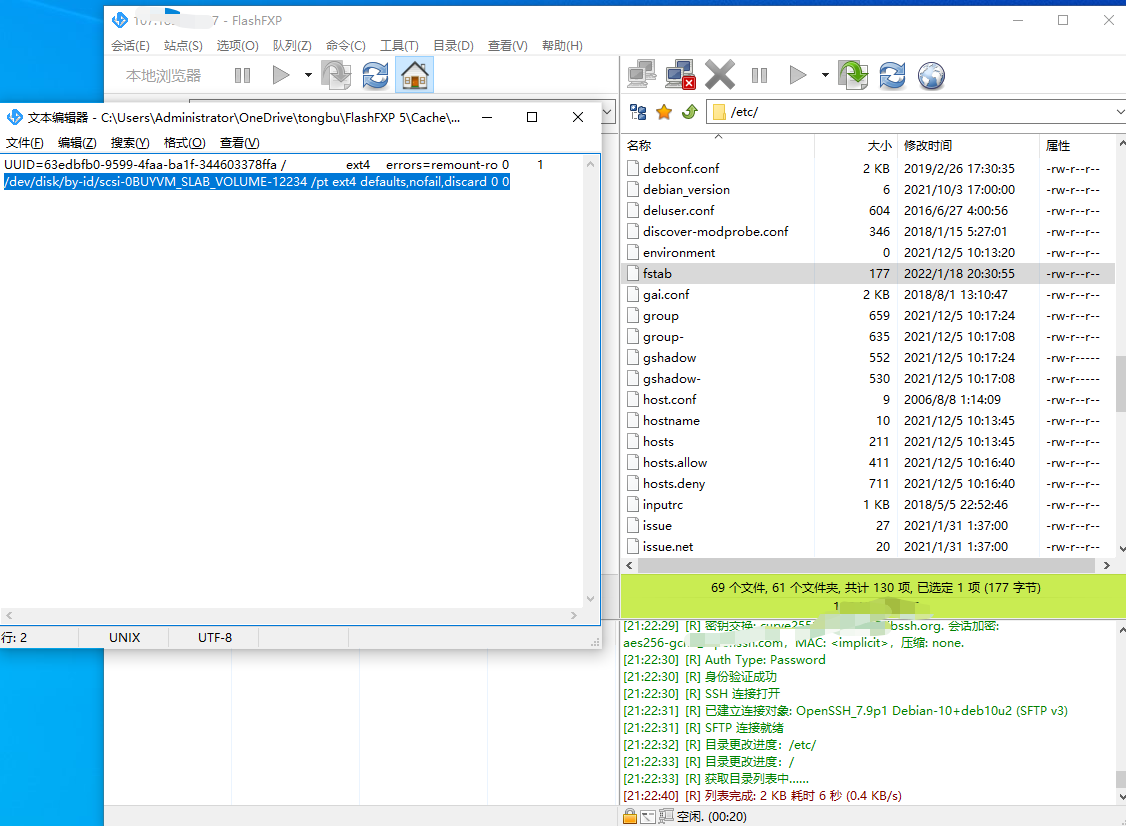 107.18 7 - FlashFXP
会话(E) 站点(S) 选项(O) 队列(Z) 命令(C) 工具(T) 目录(D) 查看(V) 帮助(H)
本地浏览器
/etc/
文本编辑器 - C:\Users\Administrator\OneDrive\tongbu\FlashFXP 5\Cache\...
文件(F) 编辑(Z) 搜索(Y) 格式(O) 查看(V)
UUID=63edbfb0-9599-4faa-ba1f-344603378ffa / ext4 errors=remount-ro 0 1
/dev/disk/by-id/scsi-0BUYVM_SLAB_VOLUME-12234 /pt ext4 defaults,nofail,discard 0 0
行: 2 UNIX UTF-8
名称 大小 修改时间 属性
debconf.conf 2 KB 2019/2/26 17:30:35 -rw-r--r--
debian_version 6 2021/10/3 17:00:00 -rw-r--r--
deluser.conf 604 2016/6/27 4:00:56 -rw-r--r--
discover-modprobe.conf 346 2018/1/15 5:27:01 -rw-r--r--
environment 0 2021/12/5 10:13:20 -rw-r--r--
fstab 177 2022/1/18 20:30:55 -rw-r--r--
gai.conf 2 KB 2018/8/1 13:10:47 -rw-r--r--
group 659 2021/12/5 10:17:24 -rw-r--r--
group- 635 2021/12/5 10:17:08 -rw-r--r--
gshadow 552 2021/12/5 10:17:24 -rw-r-----
gshadow- 530 2021/12/5 10:17:08 -rw-r-----
host.conf 9 2006/8/8 1:14:09 -rw-r--r--
hostname 10 2021/12/5 10:13:45 -rw-r--r--
hosts 211 2021/12/5 10:13:45 -rw-r--r--
hosts.allow 411 2021/12/5 10:16:40 -rw-r--r--
hosts.deny 711 2021/12/5 10:16:40 -rw-r--r--
inputrc 1 KB 2018/5/5 22:52:46 -rw-r--r--
issue 27 2021/1/31 1:37:00 -rw-r--r--
issue.net 20 2021/1/31 1:37:00 -rw-r--r--
69 个文件, 61 个文件夹, 共计 130 项, 已选定 1 项 (177 字节)
[21:22:29] [R] 密钥交换: bssh.org. 会话加密:
aes256-gc openssh.com，MAC: <implicit>，压缩: none.
[21:22:30] [R] Auth Type: Password
[21:22:30] [R] 身份验证成功
[21:22:30] [R] SSH 连接打开
[21:22:31] [R] 已建立连接对象: OpenSSH_7.9p1 Debian-10+deb10u2 (SFTP v3)
[21:22:31] [R] SFTP 连接就绪
[21:22:32] [R] 目录更改进度：/etc/
[21:22:33] [R] 目录更改进度：/
[21:22:33] [R] 获取目录列表中......
[21:22:40] [R] 列表完成: 2 KB 耗时 6 秒 (0.4 KB/s)
空闲. (00:20)